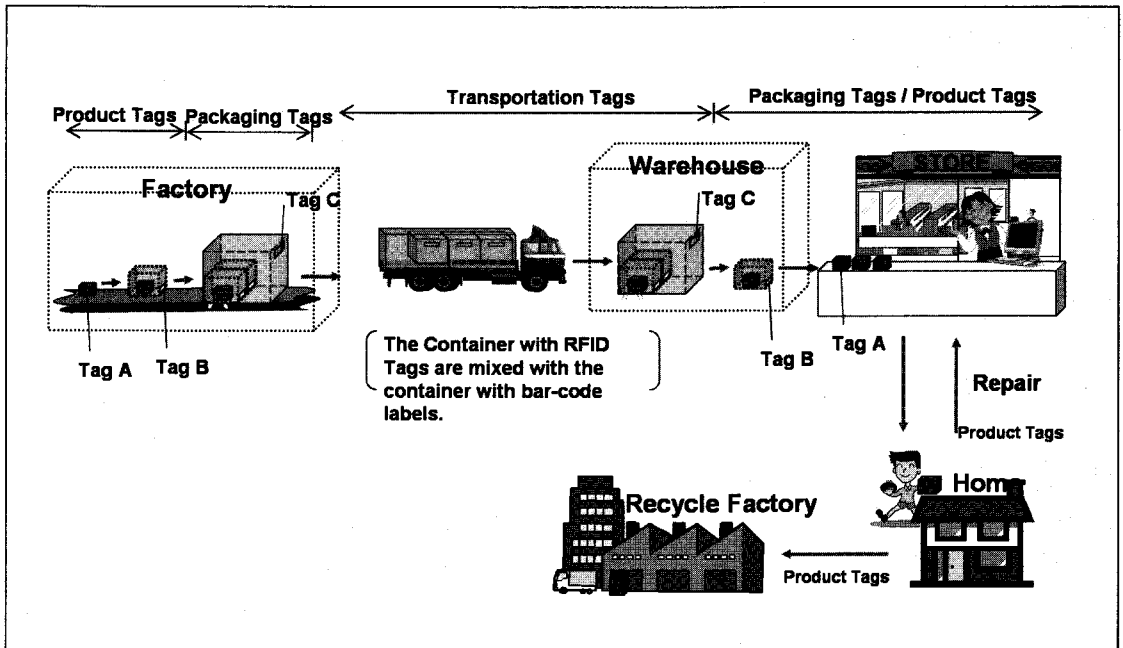 Transportation Tags
Packaging Tags / Product Tags
Product Tags
Packaging Tags
Factory
Tag C
Warehouse
Tag C
STORE
Tag A
Tag B
The Container with RFID
Tags are mixed with the
container with bar-code
labels.
Tag B
Tag A
Repair
Product Tags
Home
Recycle Factory
Product Tags